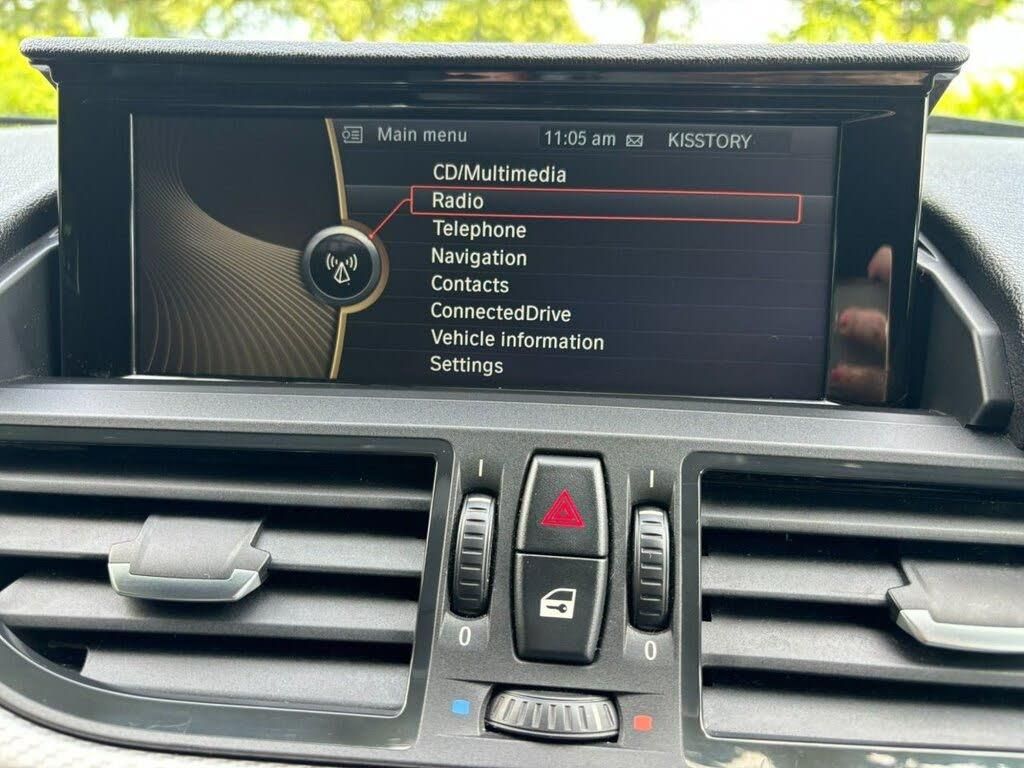 Main menu 11:05 am KISSTORY
CD/Multimedia
Radio
Telephone
Navigation
Contacts
ConnectedDrive
Vehicle information
Settings
I I
0 0